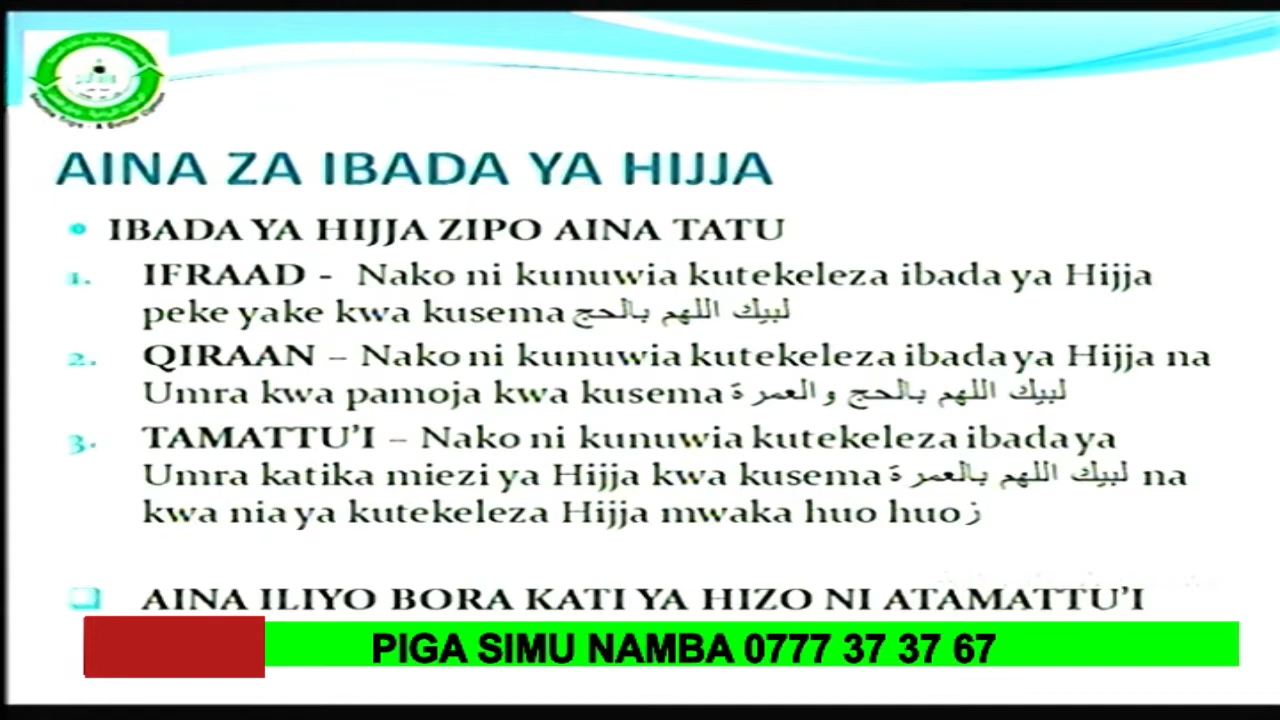 AINA ZA IBADA YA HIJJA
• IBADA YA HIJJA ZIPO AINA TATU
1. IFRAAD - Nako ni kunuwia kutekeleza ibada ya Hijja
peke yake kwa kusema لبيك اللهم بالحج
2. QIRAAN – Nako ni kunuwia kutekeleza ibada ya Hijja na
Umra kwa pamoja kwa kusema لبيك اللهم بالحج والعمرة
3. TAMATTU’I – Nako ni kunuwia kutekeleza ibada ya
Umra katika miezi ya Hijja kwa kusema لبيك اللهم بالعمرة na
kwa nia ya kutekeleza Hijja mwaka huo huo ز
AINA ILIYO BORA KATI YA HIZO NI ATAMATTU’I
PIGA SIMU NAMBA 0777 37 37 67